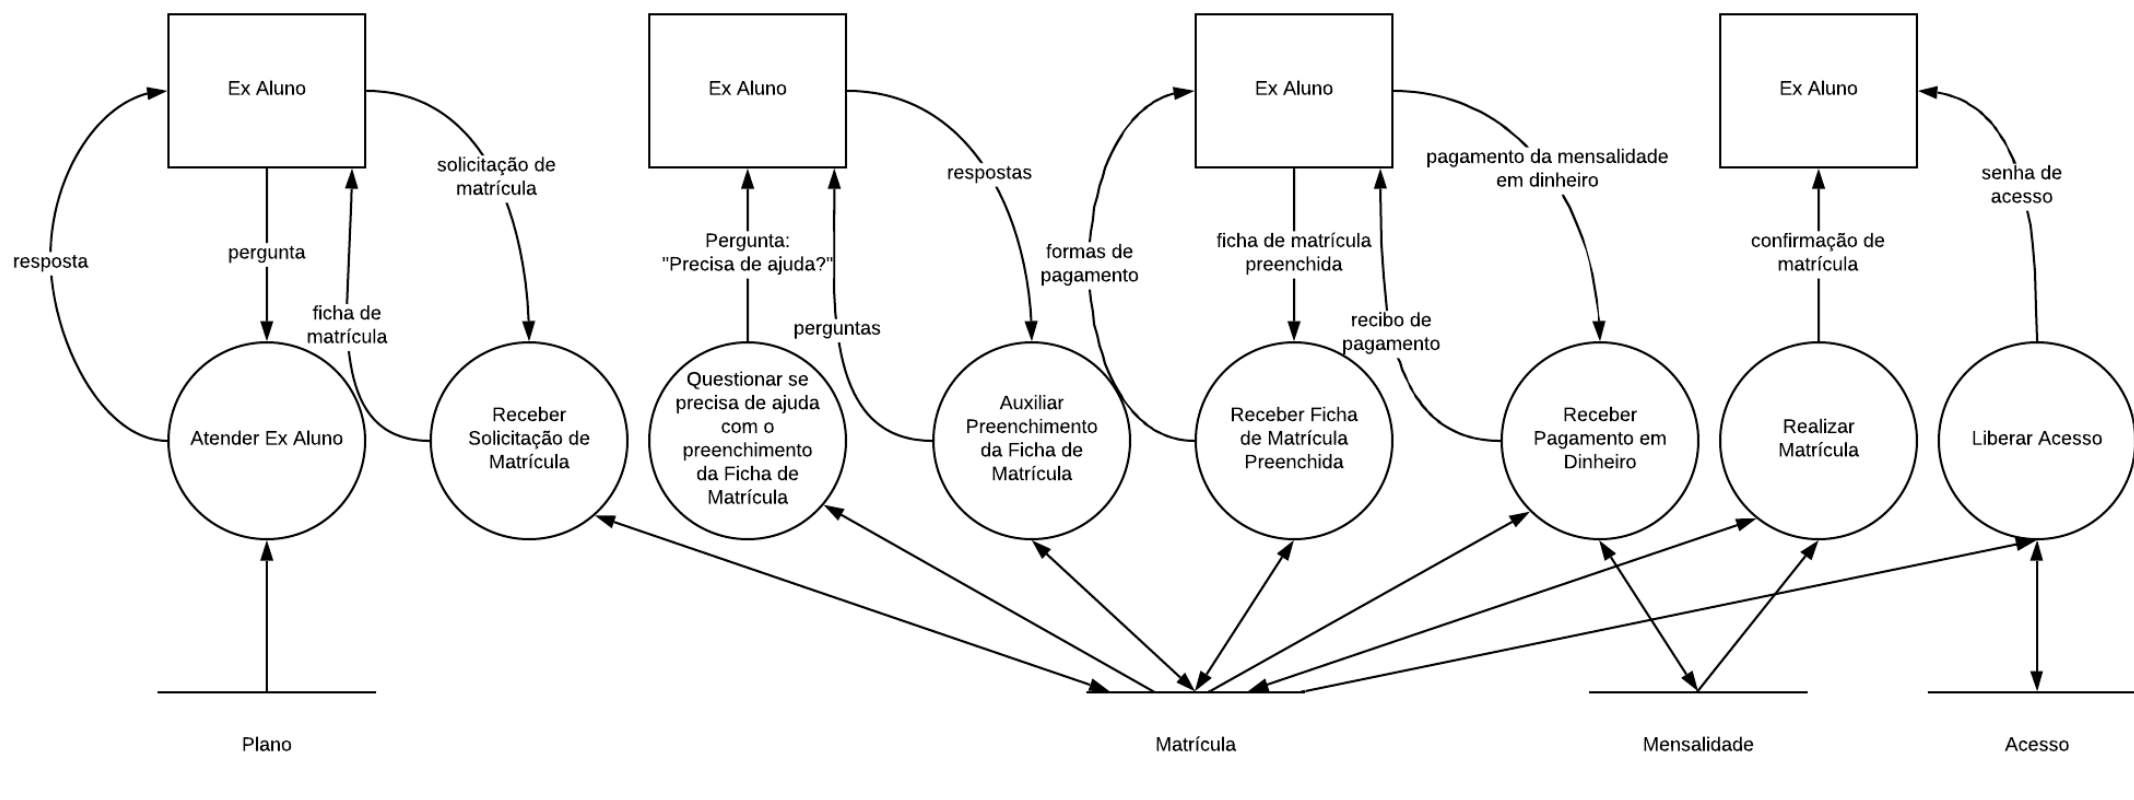 Ex Aluno
Ex Aluno
Ex Aluno
Ex Aluno
solicitação de
matrícula
respostas
pagamento da mensalidade
em dinheiro
senha de
acesso
resposta
pergunta
ficha de
matrícula
Pergunta:
"Precisa de ajuda?"
perguntas
formas de
pagamento
ficha de matrícula
preenchida
recibo de
pagamento
confirmação de
matrícula
Atender Ex Aluno
Receber
Solicitação de
Matrícula
Questionar se
precisa de ajuda
com o
preenchimento
da Ficha de
Matrícula
Auxiliar
Preenchimento
da Ficha de
Matrícula
Receber Ficha
de Matrícula
Preenchida
Receber
Pagamento em
Dinheiro
Realizar
Matrícula
Liberar Acesso
Plano
Matrícula
Mensalidade
Acesso